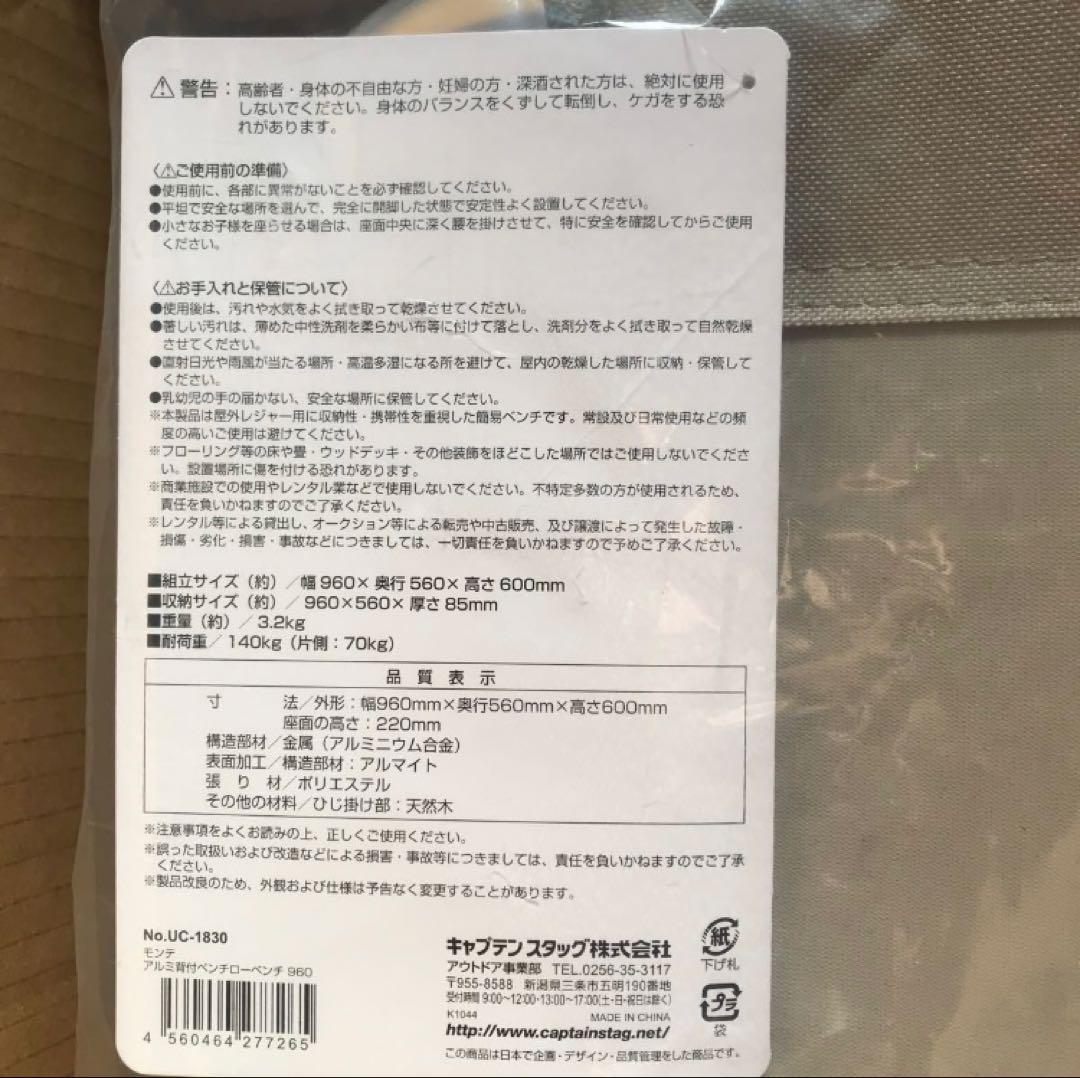 ⚠警告：高齢者・身体の不自由な方・妊婦の方・深酒された方は、絶対に使用
しないでください。身体のバランスをくずして転倒し、ケガをする恐
れがあります。
〈⚠ご使用前の準備〉
●使用前に、各部に異常がないことを必ず確認してください。
●平坦で安全な場所を選んで、完全に開脚した状態で安定性よく設置してください。
●小さなお子様を座らせる場合は、座面中央に深く腰を掛けさせて、特に安全を確認してからご使用
ください。
〈⚠お手入れと保管について〉
●使用後は、汚れや水気をよく拭き取って乾燥させてください。
●著しい汚れは、薄めた中性洗剤を柔らかい布等に付けて落とし、洗剤分をよく拭き取って自然乾燥
させてください。
●直射日光や雨風が当たる場所・高温多湿になる所を避けて、屋内の乾燥した場所に収納・保管して
ください。
●乳幼児の手の届かない、安全な場所に保管してください。
※本製品は屋外レジャー用に収納性・携帯性を重視した簡易ベンチです。常設及び日常使用などの頻
度の高いご使用は避けてください。
※フローリング等の床や畳・ウッドデッキ・その他装飾をほどこした場所ではご使用しないでくださ
い。設置場所に傷を付ける恐れがあります。
※商業施設での使用やレンタル業などで使用しないでください。不特定多数の方が使用されるため、
責任を負いかねますのでご了承ください。
※レンタル等による貸出し、オークション等による転売や中古販売、及び譲渡によって発生した故障・
損傷・劣化・損害・事故などにつきましては、一切責任を負いかねますので予めご了承ください。
■組立サイズ（約）／幅960×奥行560×高さ600mm
■収納サイズ（約）／960×560×厚さ85mm
■重量（約）／3.2kg
■耐荷重／140kg（片側：70kg）
品質表示
寸法／外形：幅960mm×奥行560mm×高さ600mm
座面の高さ：220mm
構造部材／金属（アルミニウム合金）
表面加工／構造部材：アルマイト
張り材／ポリエステル
その他の材料／ひじ掛け部：天然木
※注意事項をよくお読みの上、正しくご使用ください。
※誤った取扱いおよび改造などによる損害・事故等につきましては、責任を負いかねますのでご了承
ください。
※製品改良のため、外観および仕様は予告なく変更することがあります。
No.UC-1830
モンテ
アルミ背付ベンチローベンチ 960
4 560464 277265
キャプテンスタッグ株式会社
アウトドア事業部 TEL.0256-35-3117
〒955-8588 新潟県三条市五明190番地
受付時間 9:00~12:00・13:00~17:00(土・日・祝日は除く)
K1044 MADE IN CHINA
http://www.captainstag.net/
この商品は日本で企画・デザイン・品質管理をした商品です。
紙
下げ札
プラ
袋